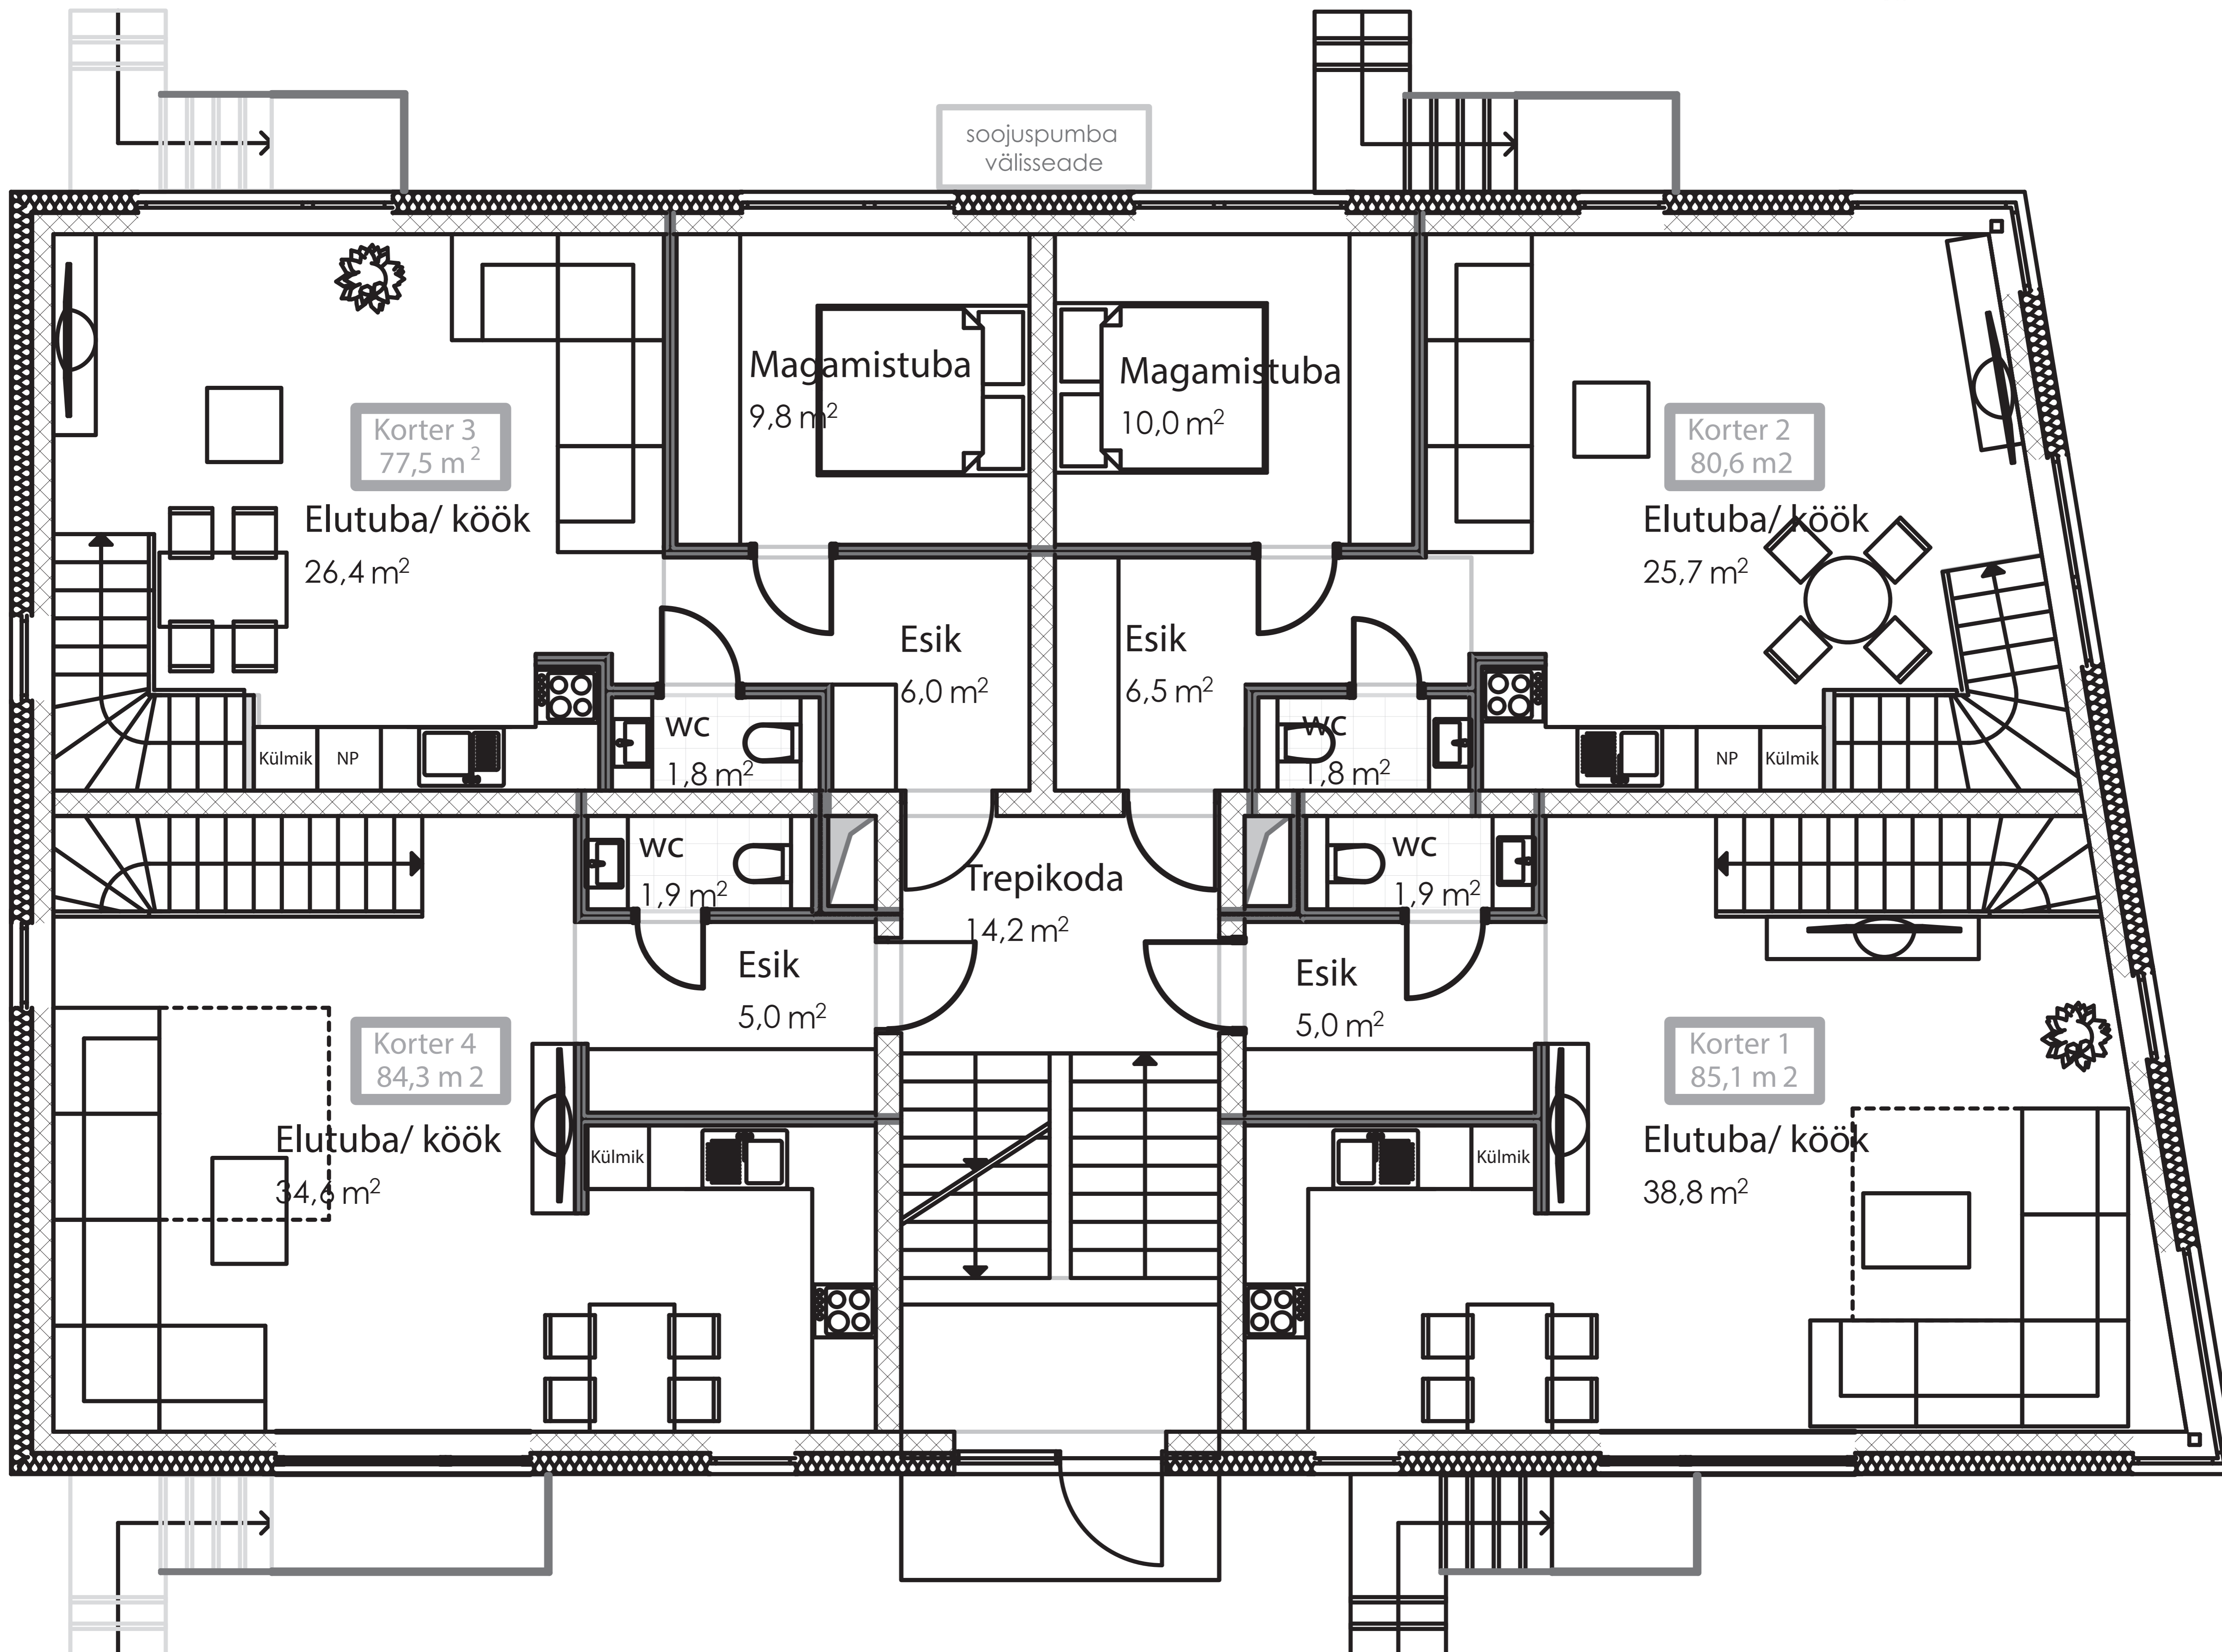 soojuspumba
välisseade
Magamistuba
9,8 m²
Magamistuba
10,0 m²
Korter 3
77,5 m²
Korter 2
80,6 m2
Elutuba/ köök
26,4 m²
Elutuba/ köök
25,7 m²
Esik
6,0 m²
Esik
6,5 m²
Külmik
NP
wc
1,8 m²
wc
1,8 m²
NP
Külmik
wc
1,9 m²
Trepikoda
14,2 m²
wc
1,9 m²
Esik
5,0 m²
Esik
5,0 m²
Korter 4
84,3 m 2
Korter 1
85,1 m 2
Elutuba/ köök
34,6 m²
Külmik
Külmik
Elutuba/ köök
38,8 m²